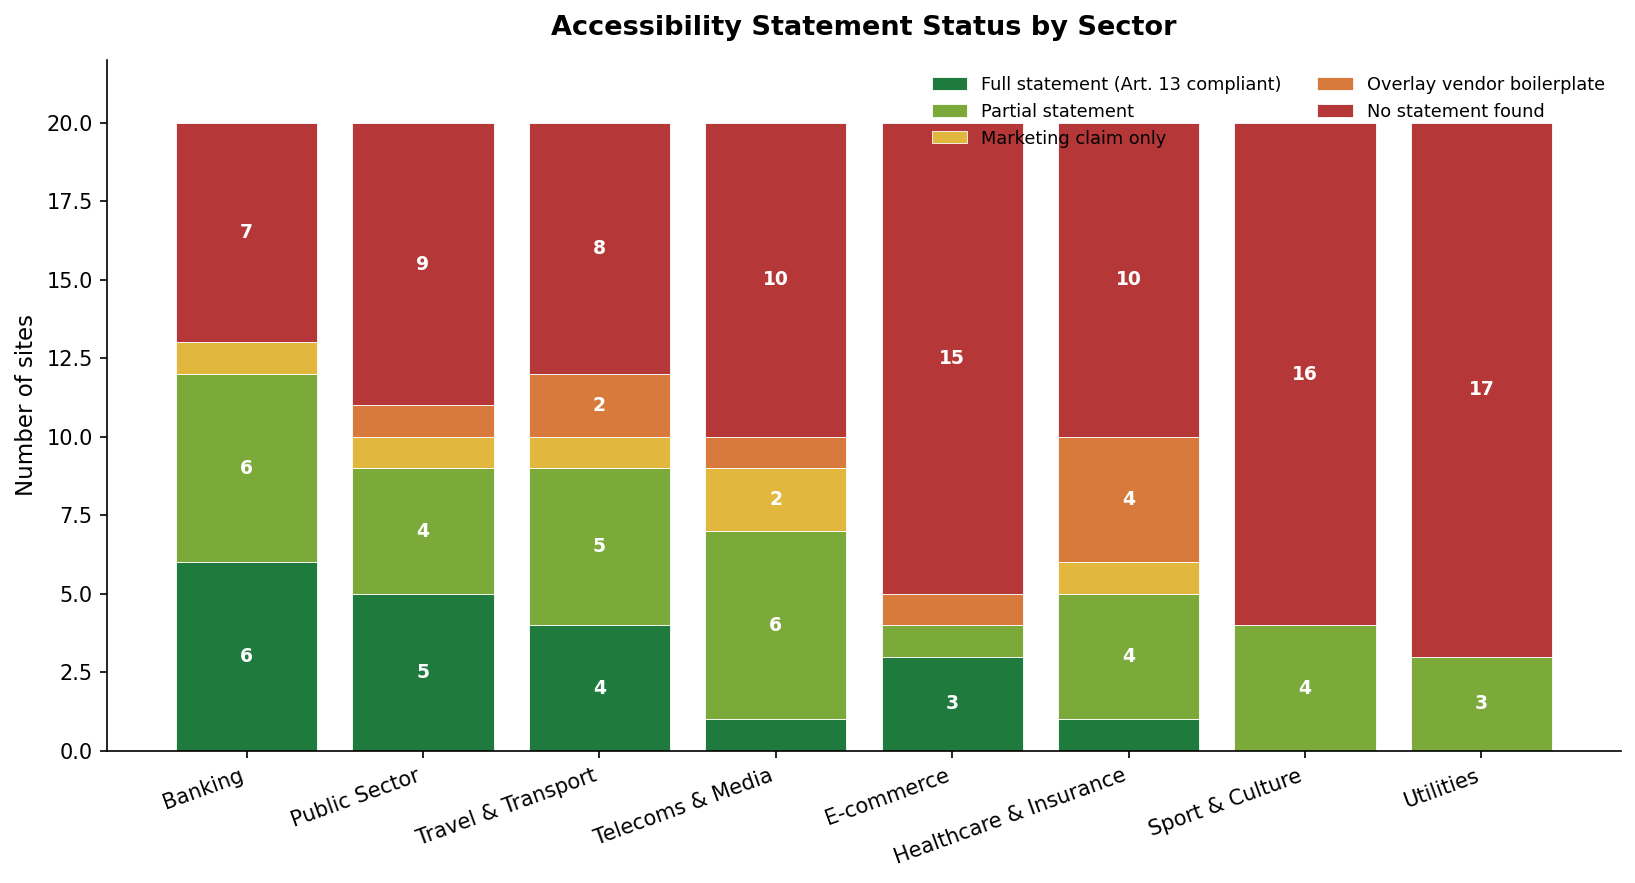 Accessibility Statement Status by Sector
Full statement (Art. 13 compliant)
Partial statement
Marketing claim only
Overlay vendor boilerplate
No statement found
Number of sites
20.0
17.5
15.0
12.5
10.0
7.5
5.0
2.5
0.0
7
6
6
9
4
5
8
2
5
4
10
2
6
15
3
10
4
4
16
4
17
3
Banking
Public Sector
Travel & Transport
Telecoms & Media
E-commerce
Healthcare & Insurance
Sport & Culture
Utilities